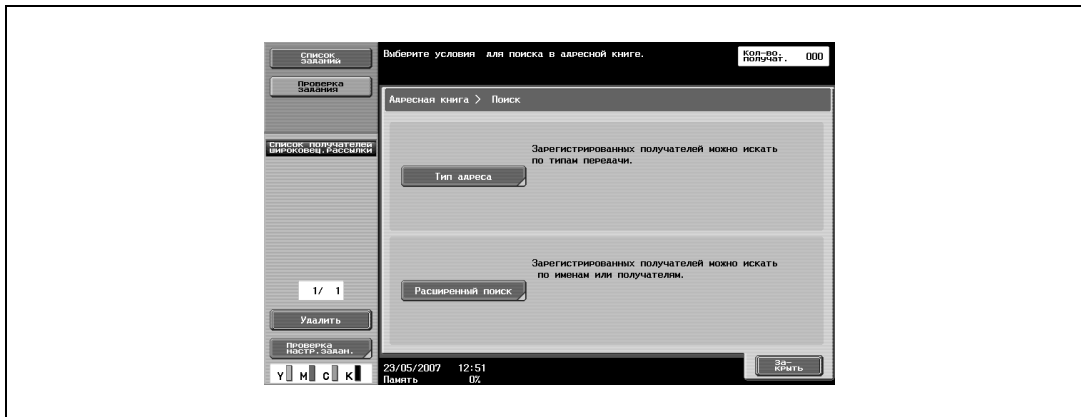 Список
заданий
Проверка
задания
Список получателей
широковещ.рассылки
1/ 1
Удалить
Проверка
настр.задан.
Y M C K
Выберите условия для поиска в адресной книге.
Кол-во.
получат. 000
Адресная книга > Поиск
Зарегистрированных получателей можно искать
по типам передачи.
Тип адреса
Зарегистрированных получателей можно искать
по именам или получателям.
Расширенный поиск
23/05/2007 12:51
Память 0%
За-
крыть